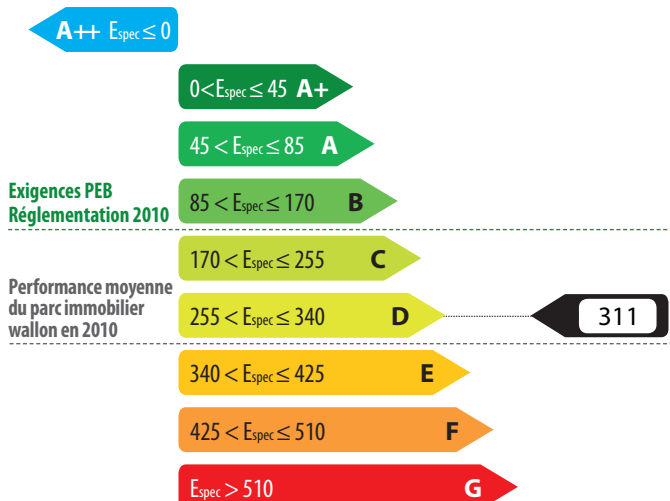 A++ Espec ≤ 0
0 < Espec ≤ 45 A+
45 < Espec ≤ 85 A
Exigences PEB
Réglementation 2010
85 < Espec ≤ 170 B
170 < Espec ≤ 255 C
Performance moyenne
du parc immobilier
wallon en 2010
255 < Espec ≤ 340 D
311
340 < Espec ≤ 425 E
425 < Espec ≤ 510 F
Espec > 510 G